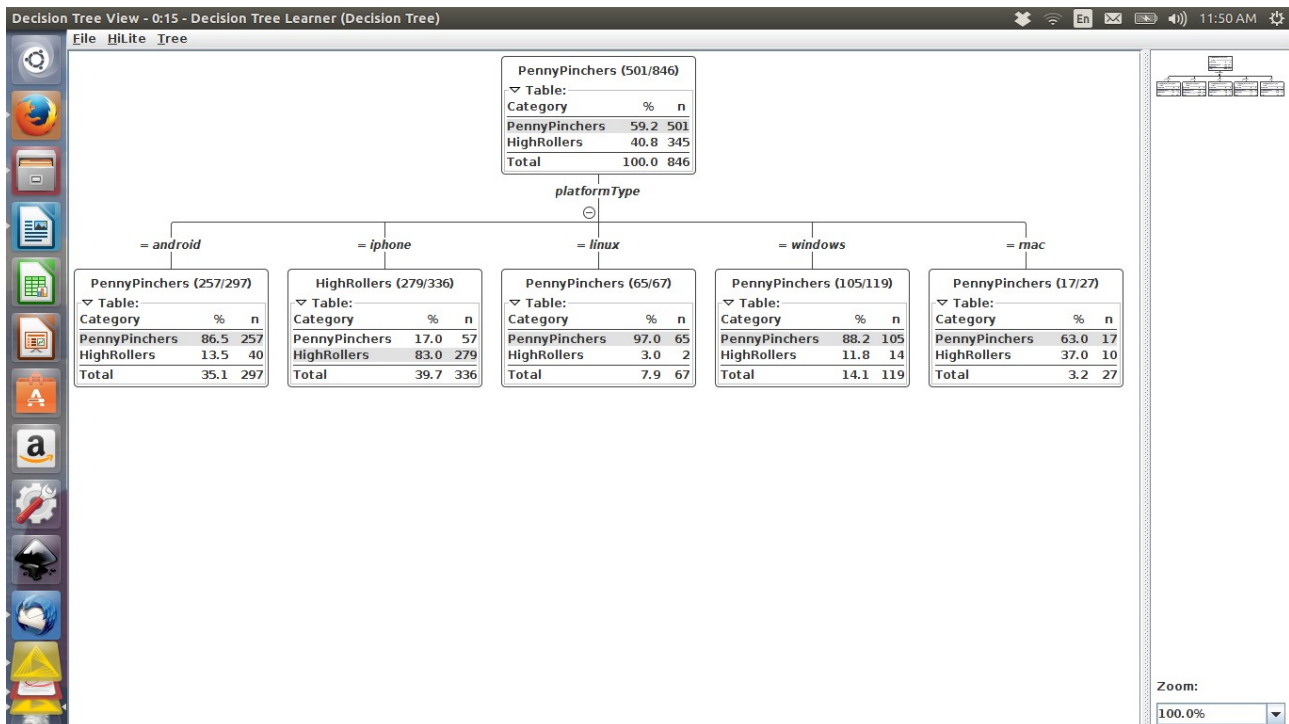 Decision Tree View - 0:15 - Decision Tree Learner (Decision Tree)
En
11:50 AM
File HiLite Tree
PennyPinchers (501/846)
Table:
Category % n
PennyPinchers 59.2 501
HighRollers 40.8 345
Total 100.0 846
platformType
= android
= iphone
= linux
= windows
= mac
PennyPinchers (257/297)
Table:
Category % n
PennyPinchers 86.5 257
HighRollers 13.5 40
Total 35.1 297
HighRollers (279/336)
Table:
Category % n
PennyPinchers 17.0 57
HighRollers 83.0 279
Total 39.7 336
PennyPinchers (65/67)
Table:
Category % n
PennyPinchers 97.0 65
HighRollers 3.0 2
Total 7.9 67
PennyPinchers (105/119)
Table:
Category % n
PennyPinchers 88.2 105
HighRollers 11.8 14
Total 14.1 119
PennyPinchers (17/27)
Table:
Category % n
PennyPinchers 63.0 17
HighRollers 37.0 10
Total 3.2 27
Zoom:
100.0%